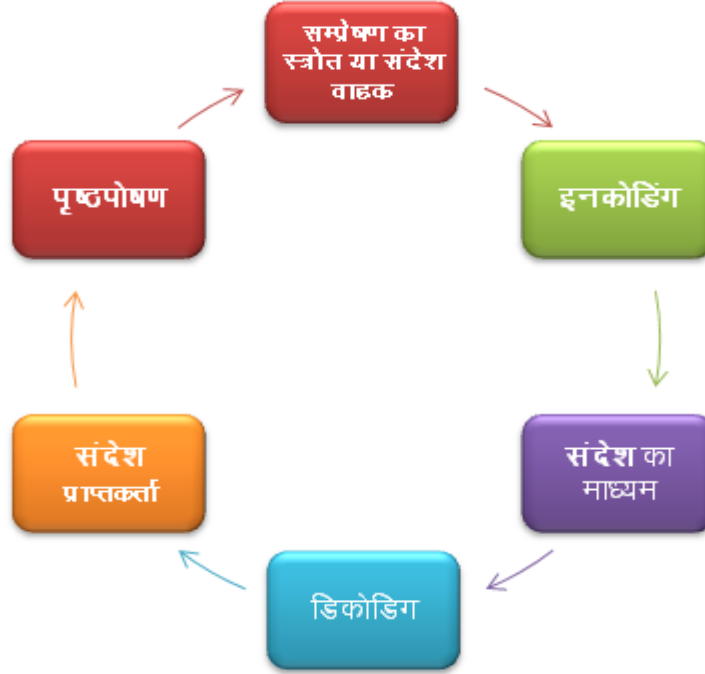 सम्प्रेषण का
स्त्रोत या संदेश
वाहक
इनकोडिंग
संदेश का
माध्यम
डिकोडिग
संदेश
प्राप्तकर्ता
पृष्ठपोषण